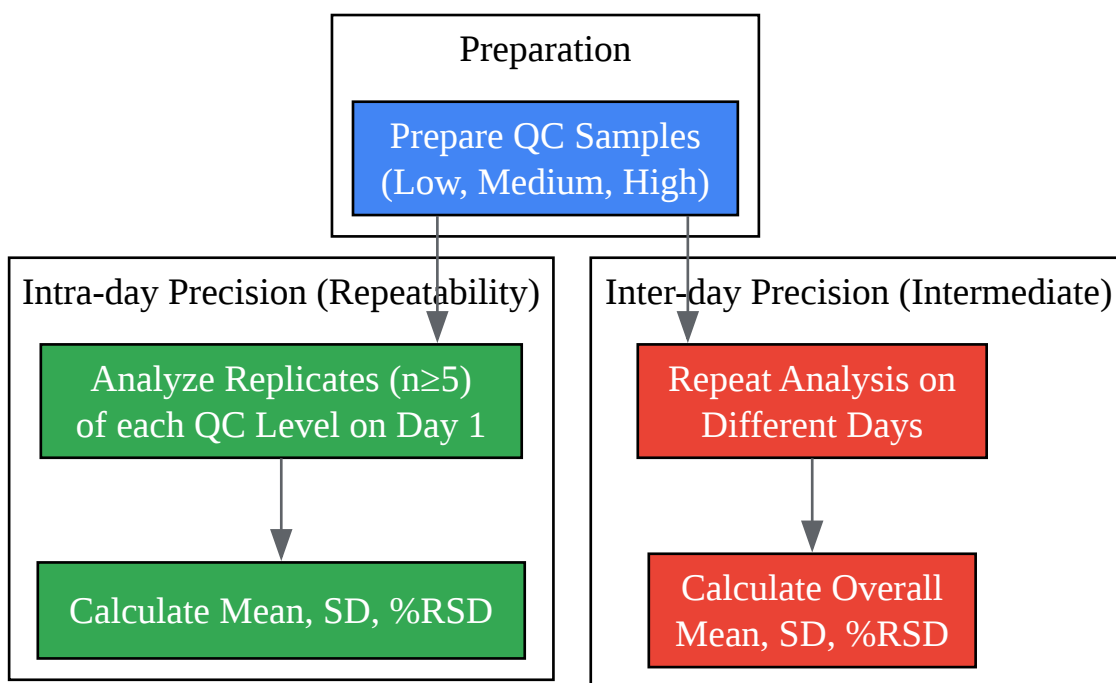 Preparation
Prepare QC Samples
(Low, Medium, High)
Intra-day Precision (Repeatability)
Analyze Replicates (n≥5)
of each QC Level on Day 1
Calculate Mean, SD, %RSD
Inter-day Precision (Intermediate)
Repeat Analysis on
Different Days
Calculate Overall
Mean, SD, %RSD